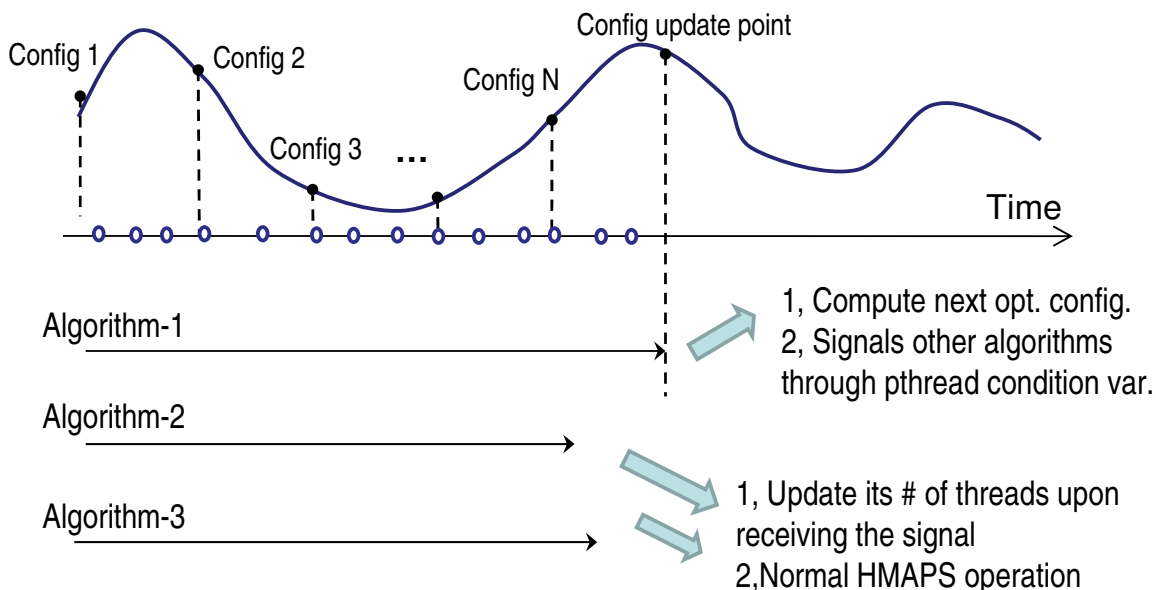 Config update point
Config 1
Config 2
Config N
Config 3
...
Time
1, Compute next opt. config.
2, Signals other algorithms
through pthread condition var.
Algorithm-1
Algorithm-2
Algorithm-3
1, Update its # of threads upon
receiving the signal
2,Normal HMAPS operation